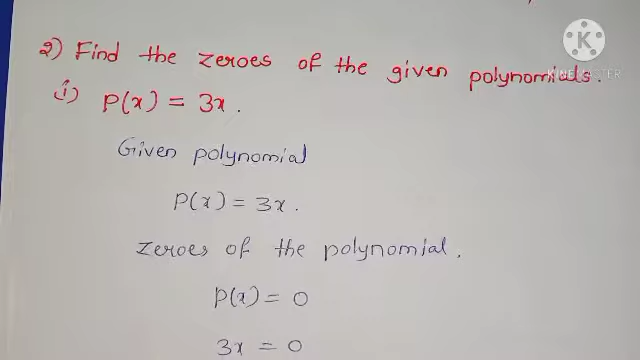 2) Find the zeroes of the given polynomials.
i) P(x) = 3x.
Given polynomial
P(x) = 3x.
zeroes of the polynomial.
P(x) = 0
3x = 0
KINEMASTER